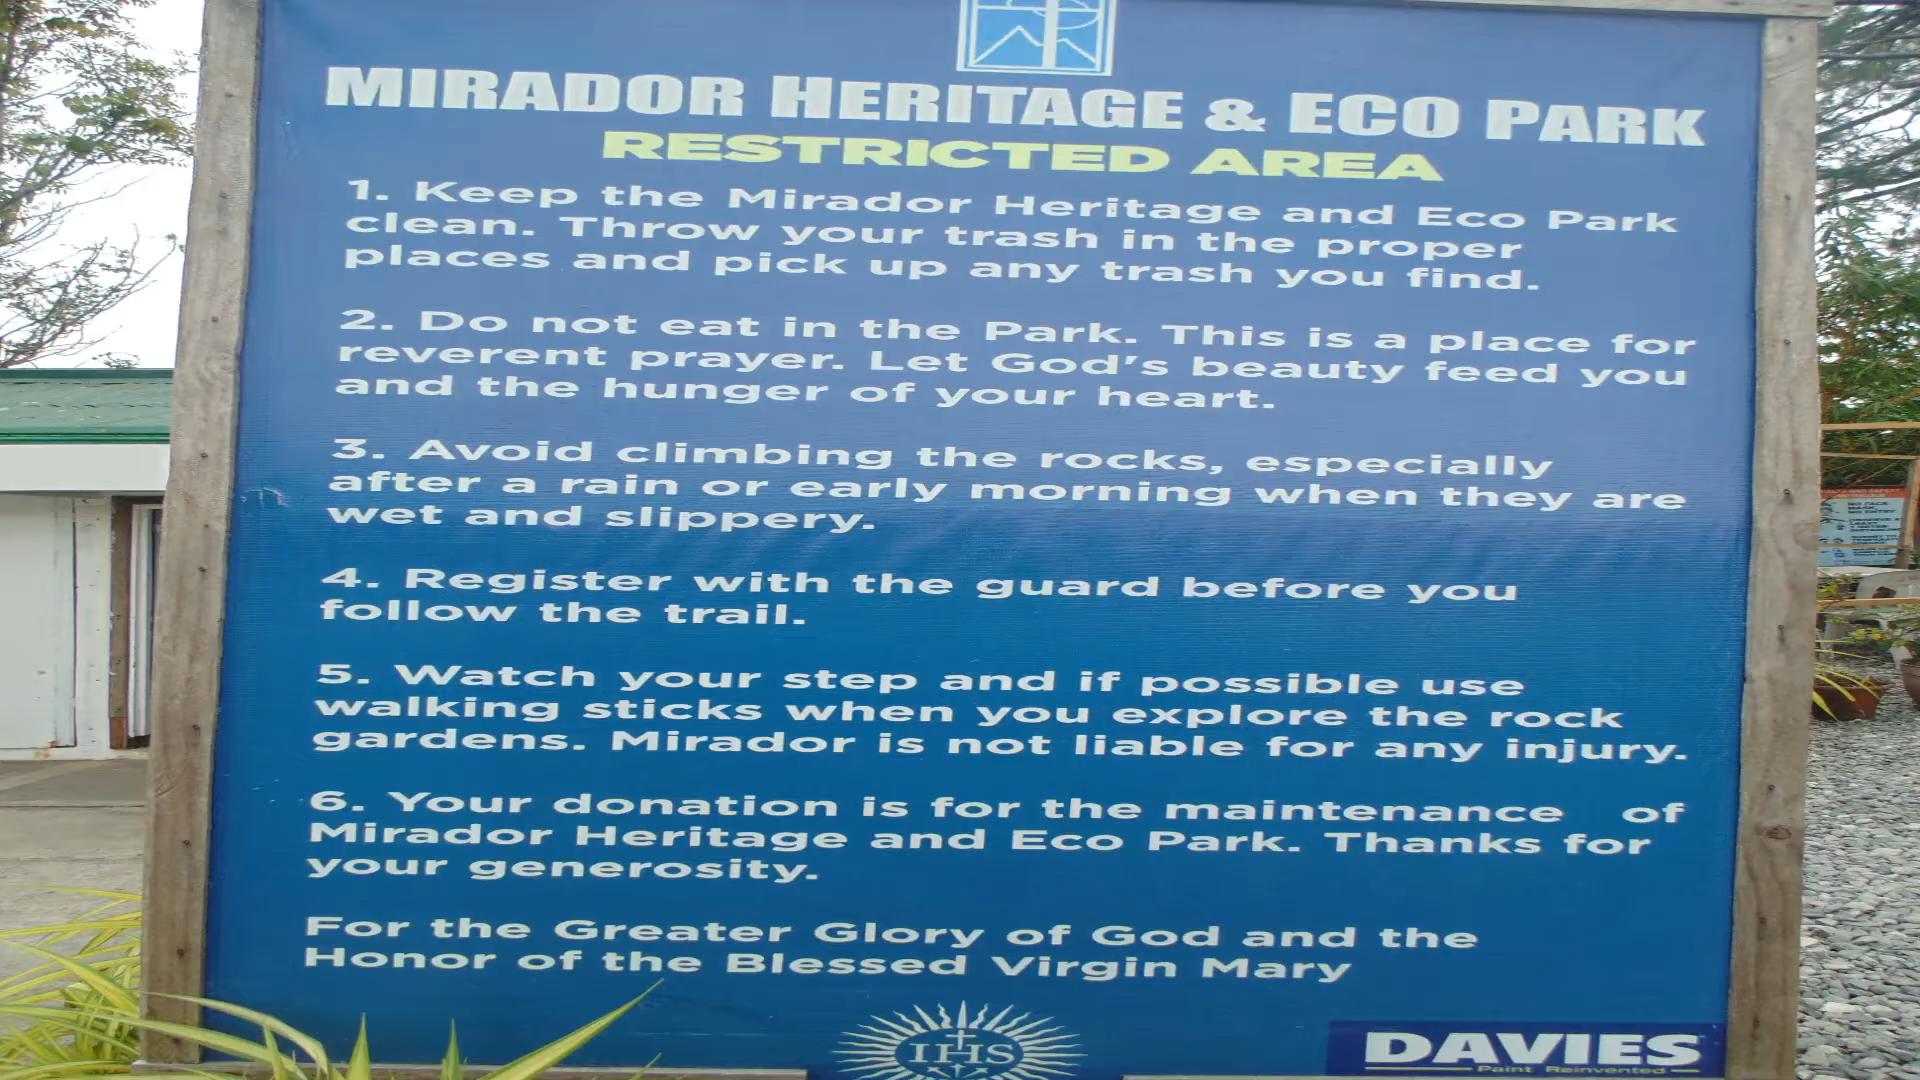 MIRADOR HERITAGE & ECO PARK
RESTRICTED AREA
1. Keep the Mirador Heritage and Eco Park
clean. Throw your trash in the proper
places and pick up any trash you find.
2. Do not eat in the Park. This is a place for
reverent prayer. Let God's beauty feed you
and the hunger of your heart.
3. Avoid climbing the rocks, especially
after a rain or early morning when they are
wet and slippery.
4. Register with the guard before you
follow the trail.
5. Watch your step and if possible use
walking sticks when you explore the rock
gardens. Mirador is not liable for any injury.
6. Your donation is for the maintenance of
Mirador Heritage and Eco Park. Thanks for
your generosity.
For the Greater Glory of God and the
Honor of the Blessed Virgin Mary
IHS
DAVIES
Paint Reinvented
NO FACE
MASK,
NO ENTRY